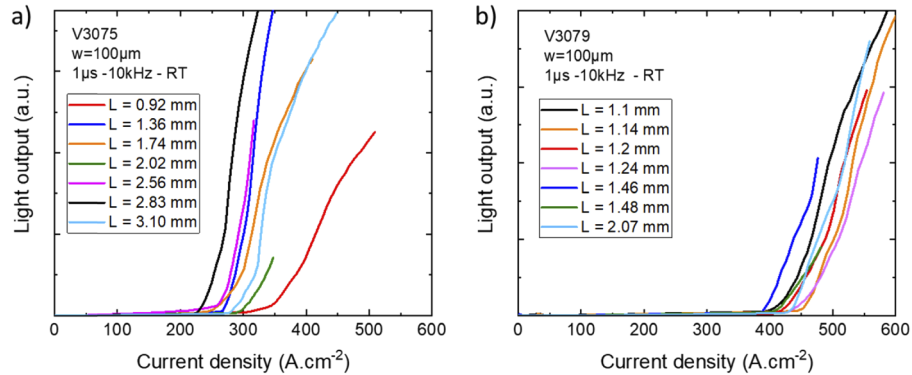 a)
V3075
w=100µm
1µs -10kHz - RT
L = 0.92 mm
L = 1.36 mm
L = 1.74 mm
L = 2.02 mm
L = 2.56 mm
L = 2.83 mm
L = 3.10 mm
Light output (a.u.)
0 100 200 300 400 500 600
Current density (A.cm-2)
b)
V3079
w=100µm
1µs -10kHz - RT
L = 1.1 mm
L = 1.14 mm
L = 1.2 mm
L = 1.24 mm
L = 1.46 mm
L = 1.48 mm
L = 2.07 mm
Light output (a.u.)
0 100 200 300 400 500 600
Current density (A.cm-2)